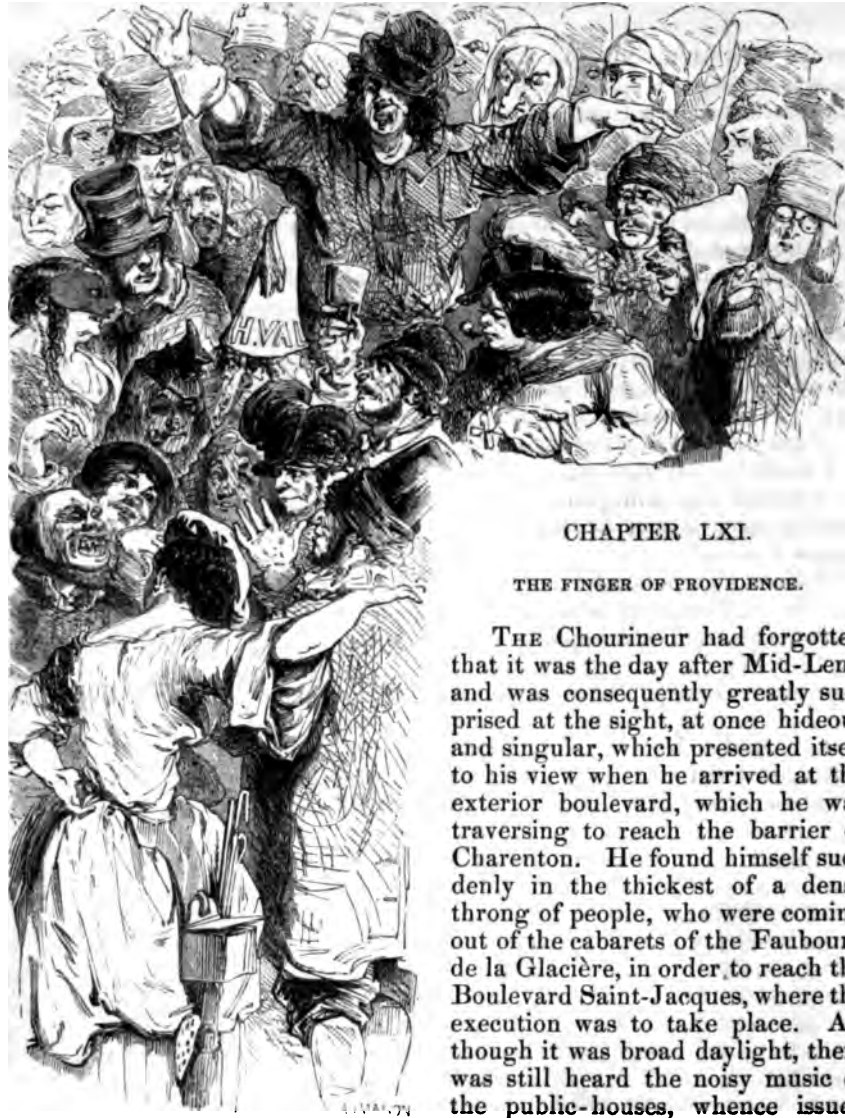 H.VAL
CHAPTER LXI.
THE FINGER OF PROVIDENCE.
THE Chourineur had forgotte
that it was the day after Mid-Len
and was consequently greatly su
prised at the sight, at once hideou
and singular, which presented itse
to his view when he arrived at th
exterior boulevard, which he wa
traversing to reach the barrier
Charenton. He found himself su
denly in the thickest of a den
throng of people, who were comin
out of the cabarets of the Faubour
de la Glacière, in order to reach th
Boulevard Saint-Jacques, where th
execution was to take place. A
though it was broad daylight, ther
was still heard the noisy music
the public-houses, whence issue